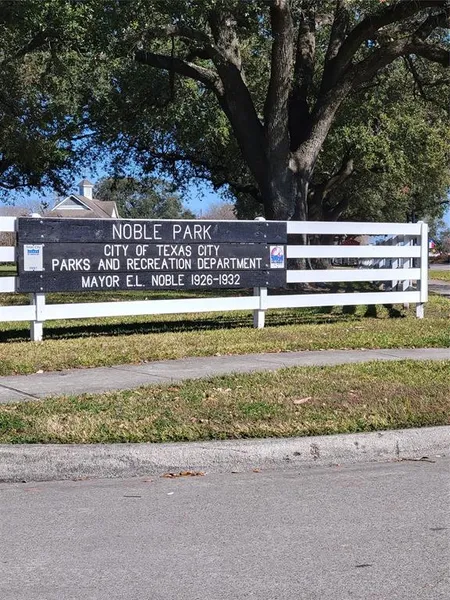 NOBLE PARK
CITY OF TEXAS CITY
PARKS AND RECREATION DEPARTMENT
MAYOR E.L. NOBLE 1926-1932